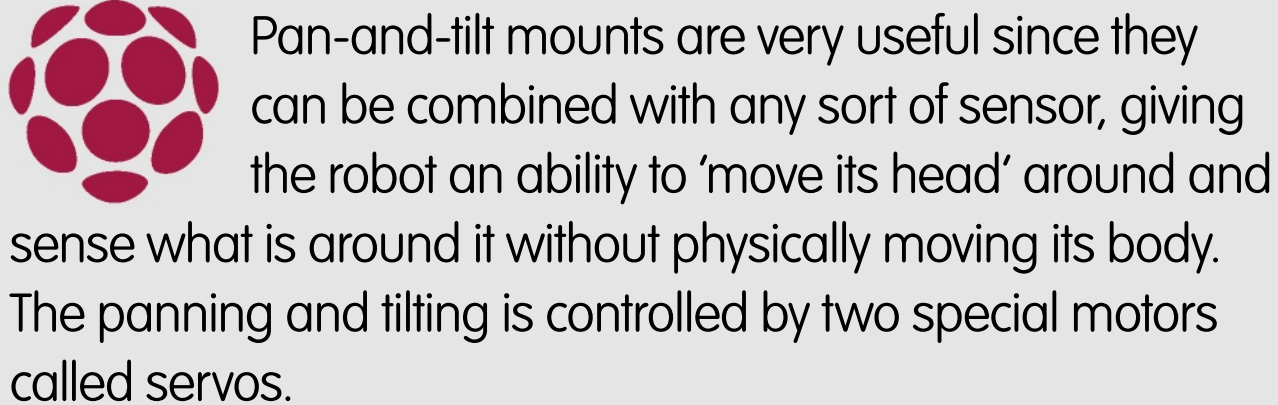 Pan-and-tilt mounts are very useful since they
can be combined with any sort of sensor, giving
the robot an ability to ‘move its head’ around and
sense what is around it without physically moving its body.
The panning and tilting is controlled by two special motors
called servos.